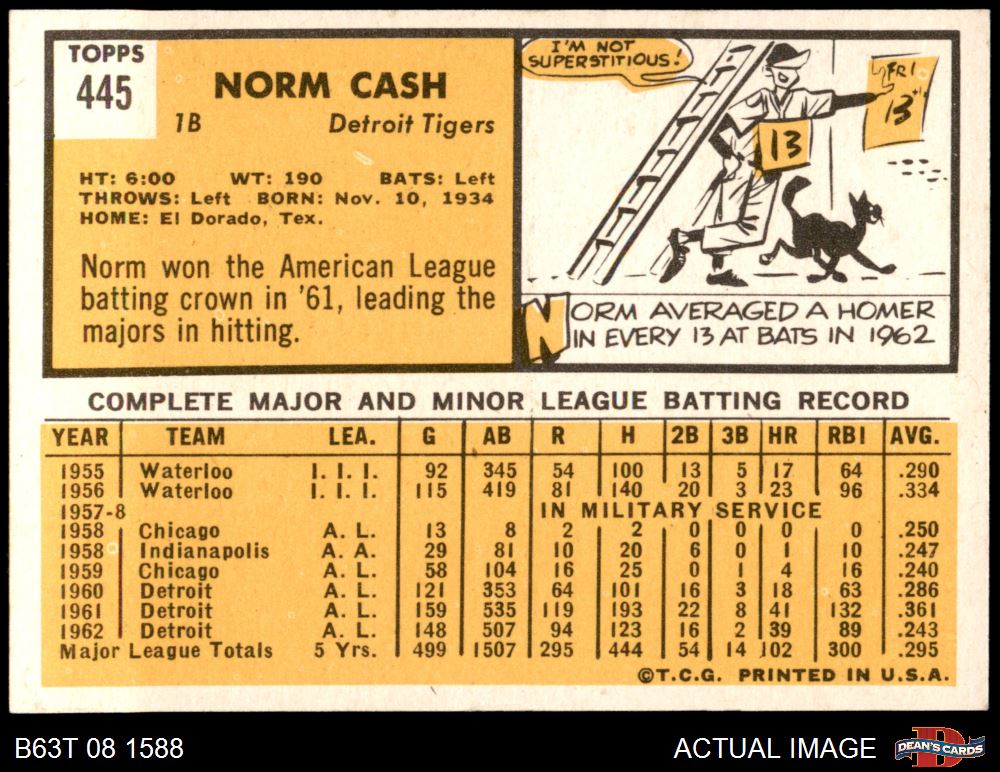 TOPPS
445
NORM CASH
1B Detroit Tigers
HT: 6:00 WT: 190 BATS: Left
THROWS: Left BORN: Nov. 10, 1934
HOME: El Dorado, Tex.
Norm won the American League
batting crown in '61, leading the
majors in hitting.
I'M NOT
SUPERSTITIOUS!
FRI
13
13
NORM AVERAGED A HOMER
IN EVERY 13 AT BATS IN 1962
COMPLETE MAJOR AND MINOR LEAGUE BATTING RECORD
YEAR TEAM LEA. G AB R H 2B 3B HR RBI AVG.
1955 Waterloo I. I. I. 92 345 54 100 13 5 17 64 .290
1956 Waterloo I. I. I. 115 419 81 140 20 3 23 96 .334
1957-8 IN MILITARY SERVICE
1958 Chicago A. L. 13 8 2 2 0 0 0 0 .250
1958 Indianapolis A. A. 29 81 10 20 6 0 1 10 .247
1959 Chicago A. L. 58 104 16 25 0 1 4 16 .240
1960 Detroit A. L. 121 353 64 101 16 3 18 63 .286
1961 Detroit A. L. 159 535 119 193 22 8 41 132 .361
1962 Detroit A. L. 148 507 94 123 16 2 39 89 .243
Major League Totals 5 Yrs. 499 1507 295 444 54 14 102 300 .295
©T.C.G. PRINTED IN U.S.A.
B63T 08 1588
ACTUAL IMAGE
DEAN'S CARDS